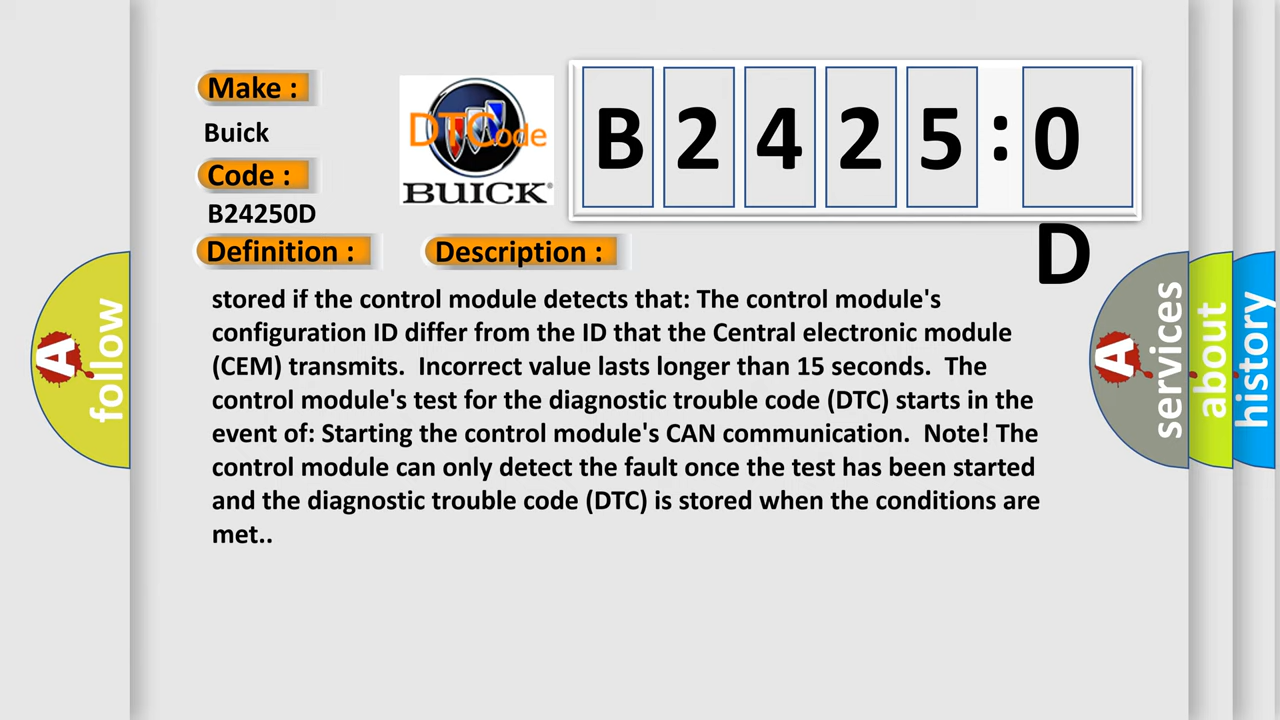 Make :
Buick
Code :
B24250D
Definition :
Description :
DTCode
BUICK
B2425:0
D
stored if the control module detects that: The control module's
configuration ID differ from the ID that the Central electronic module
(CEM) transmits. Incorrect value lasts longer than 15 seconds. The
control module's test for the diagnostic trouble code (DTC) starts in the
event of: Starting the control module's CAN communication. Note! The
control module can only detect the fault once the test has been started
and the diagnostic trouble code (DTC) is stored when the conditions are
met..
A
follow
A
services
about
history